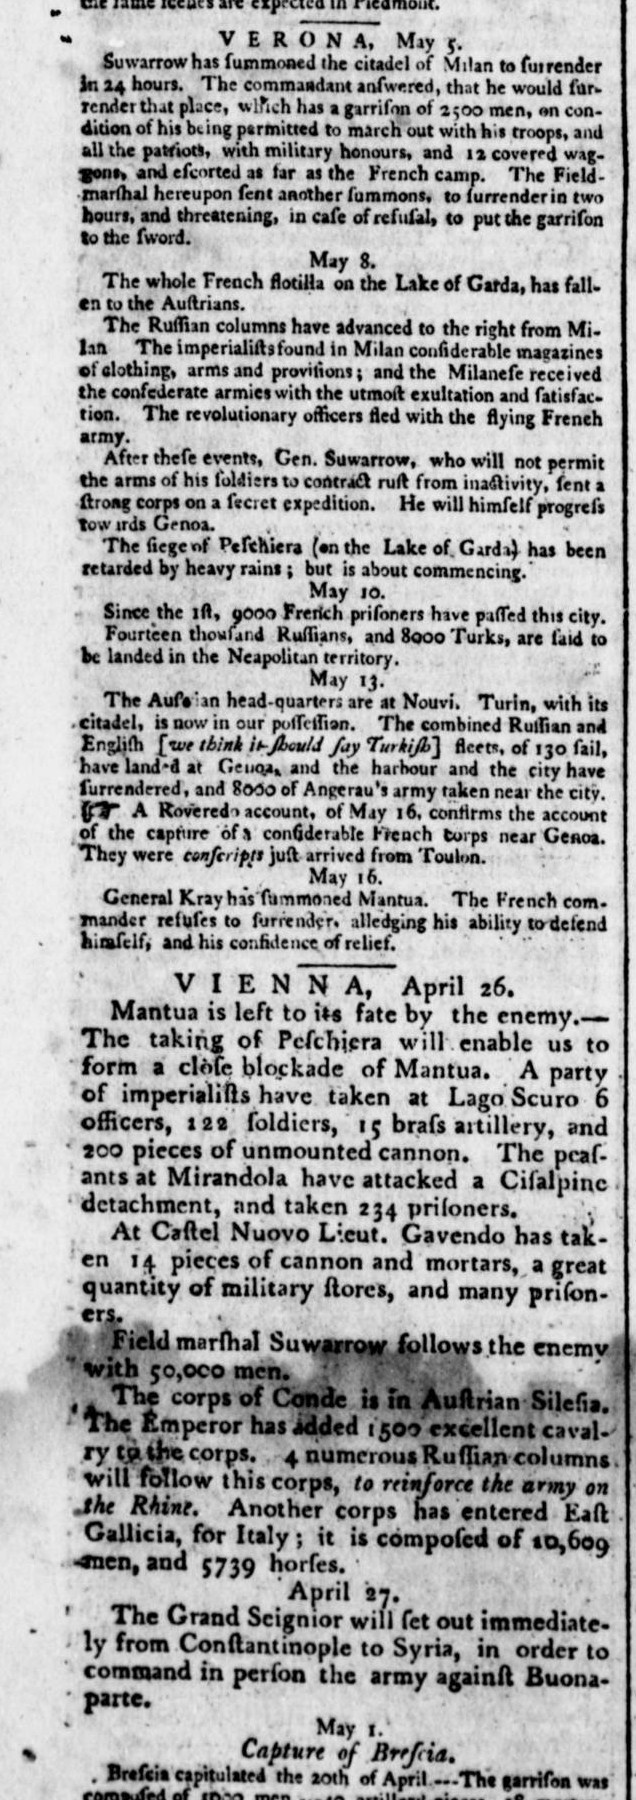 the same scenes are expected in Piedmont.
VERONA, May 5.
Suwarrow has ſummoned the citadel of Milan to ſurrender
in 24 hours. The commandant anſwered, that he would ſur-
render that place, which has a garriſon of 2500 men, on con-
dition of his being permitted to march out with his troops, and
all the patriots, with military honours, and 12 covered wag-
gons, and eſcorted as far as the French camp. The Field-
marſhal hereupon ſent another ſummons, to ſurrender in two
hours, and threatening, in caſe of refuſal, to put the garriſon
to the ſword.
May 8.
The whole French flotilla on the Lake of Garda, has fall-
en to the Auſtrians.
The Ruſſian columns have advanced to the right from Mi-
lan The imperialiſts found in Milan conſiderable magazines
of clothing, arms and proviſions; and the Milaneſe received
the confederate armies with the utmoſt exultation and ſatisfac-
tion. The revolutionary officers fled with the flying French
army.
After theſe events, Gen. Suwarrow, who will not permit
the arms of his ſoldiers to contract ruſt from inactivity, ſent a
ſtrong corps on a ſecret expedition. He will himſelf progreſs
towards Genoa.
The ſiege of Peſchiera (on the Lake of Garda) has been
retarded by heavy rains; but is about commencing.
May 10.
Since the 1ſt, 9000 French priſoners have paſſed this city.
Fourteen thouſand Ruſſians, and 8000 Turks, are ſaid to
be landed in the Neapolitan territory.
May 13.
The Auſtrian head-quarters are at Nouvi. Turin, with its
citadel, is now in our poſſeſſion. The combined Ruſſian and
Engliſh [we think it ſhould ſay Turkiſh] fleets, of 130 ſail,
have landed at Genoa, and the harbour and the city have
ſurrendered, and 8000 of Angerau's army taken near the city.
☞ A Roveredo account, of May 16, confirms the account
of the capture of a conſiderable French corps near Genoa.
They were conſcripts juſt arrived from Toulon.
May 16.
General Kray has ſummoned Mantua. The French com-
mander refuſes to ſurrender, alledging his ability to defend
himſelf, and his confidence of relief.
VIENNA, April 26.
Mantua is left to its fate by the enemy.—
The taking of Peſchiera will enable us to
form a cloſe blockade of Mantua. A party
of imperialiſts have taken at Lago Scuro 6
officers, 122 ſoldiers, 15 braſs artillery, and
200 pieces of unmounted cannon. The peaſ-
ants at Mirandola have attacked a Ciſalpine
detachment, and taken 234 priſoners.
At Caſtel Nuovo Lieut. Gavendo has tak-
en 14 pieces of cannon and mortars, a great
quantity of military ſtores, and many priſon-
ers.
Field marſhal Suwarrow follows the enemy
with 50,000 men.
The corps of Conde is in Auſtrian Sileſia.
The Emperor has added 1500 excellent caval-
ry to the corps. 4 numerous Ruſſian columns
will follow this corps, to reinforce the army on
the Rhine. Another corps has entered Eaſt
Gallicia, for Italy; it is compoſed of 10,609
men, and 5739 horſes.
April 27.
The Grand Seignior will ſet out immediate-
ly from Conſtantinople to Syria, in order to
command in perſon the army againſt Buona-
parte.
May 1.
Capture of Breſcia.
Breſcia capitulated the 20th of April.---The garriſon was
compoſed of men,